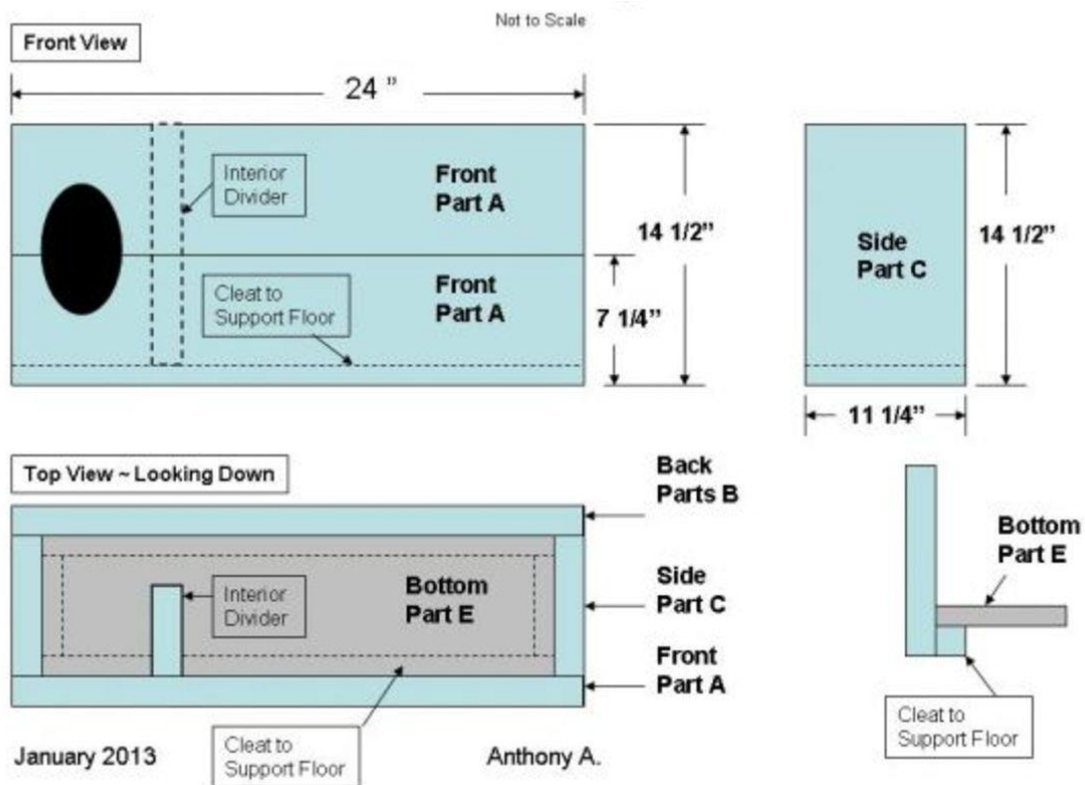 Not to Scale
Front View
24 ”
Interior
Divider
Front
Part A
14 1/2”
Side
Part C
14 1/2”
Cleat to
Support Floor
Front
Part A
7 1/4”
11 1/4”
Top View ~ Looking Down
Back
Parts B
Bottom
Part E
Interior
Divider
Bottom
Part E
Side
Part C
Front
Part A
Cleat to
Support Floor
January 2013
Cleat to
Support Floor
Anthony A.